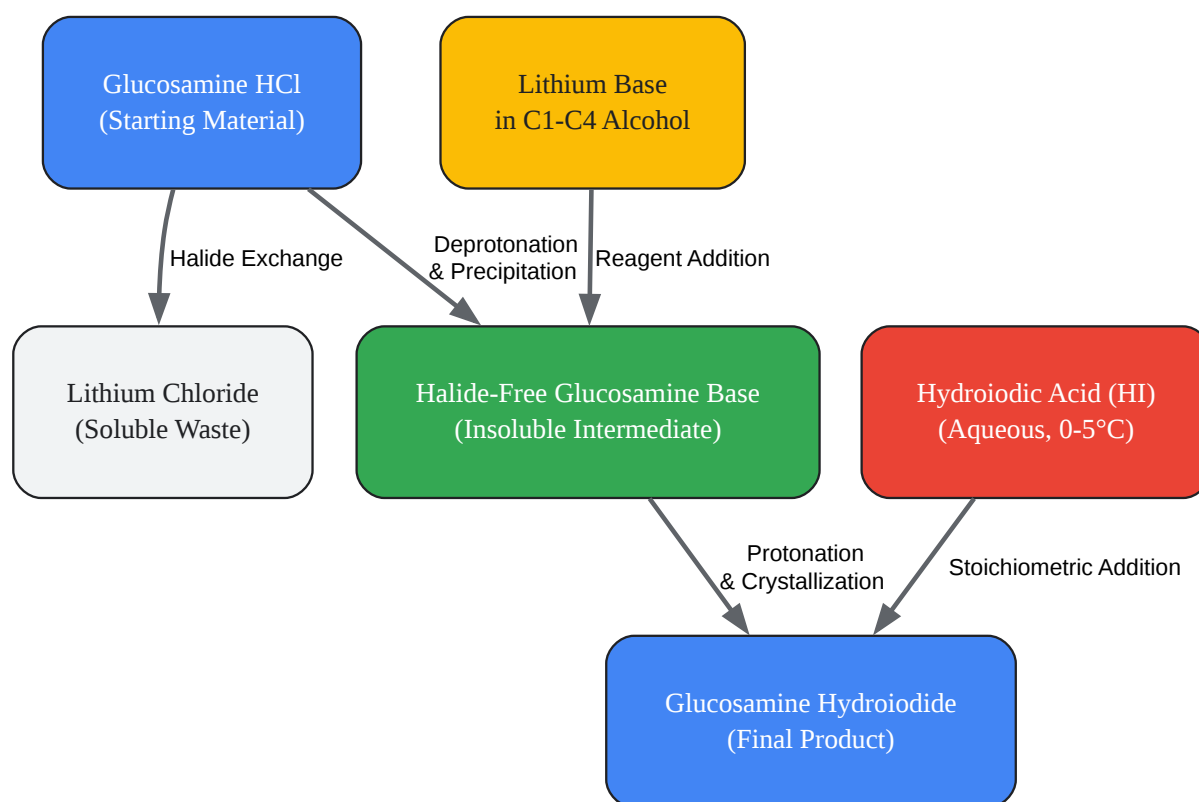 Glucosamine HCl
(Starting Material)
Lithium Base
in C1-C4 Alcohol
Halide Exchange
Deprotonation
& Precipitation
Reagent Addition
Lithium Chloride
(Soluble Waste)
Halide-Free Glucosamine Base
(Insoluble Intermediate)
Hydroiodic Acid (HI)
(Aqueous, 0-5°C)
Protonation
& Crystallization
Stoichiometric Addition
Glucosamine Hydroiodide
(Final Product)